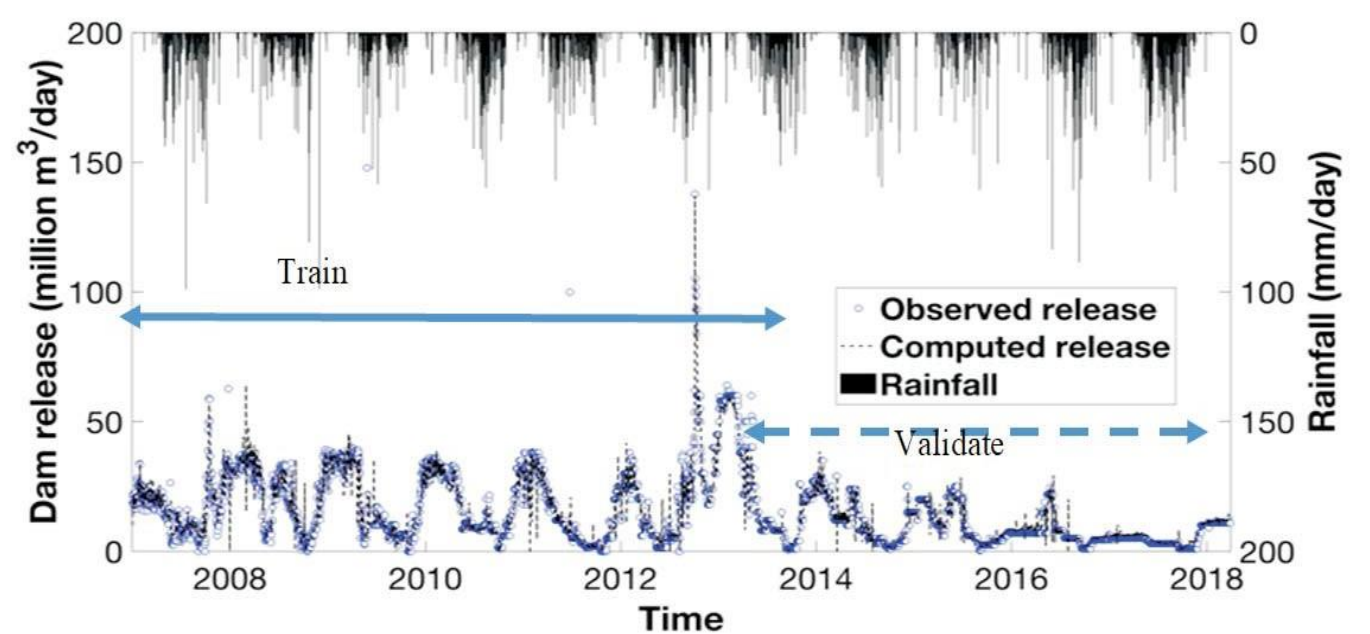 200
150
100
50
0
Dam release (million m³/day)
0
50
100
150
200
Rainfall (mm/day)
Train
Observed release
Computed release
Rainfall
Validate
2008 2010 2012 2014 2016 2018
Time